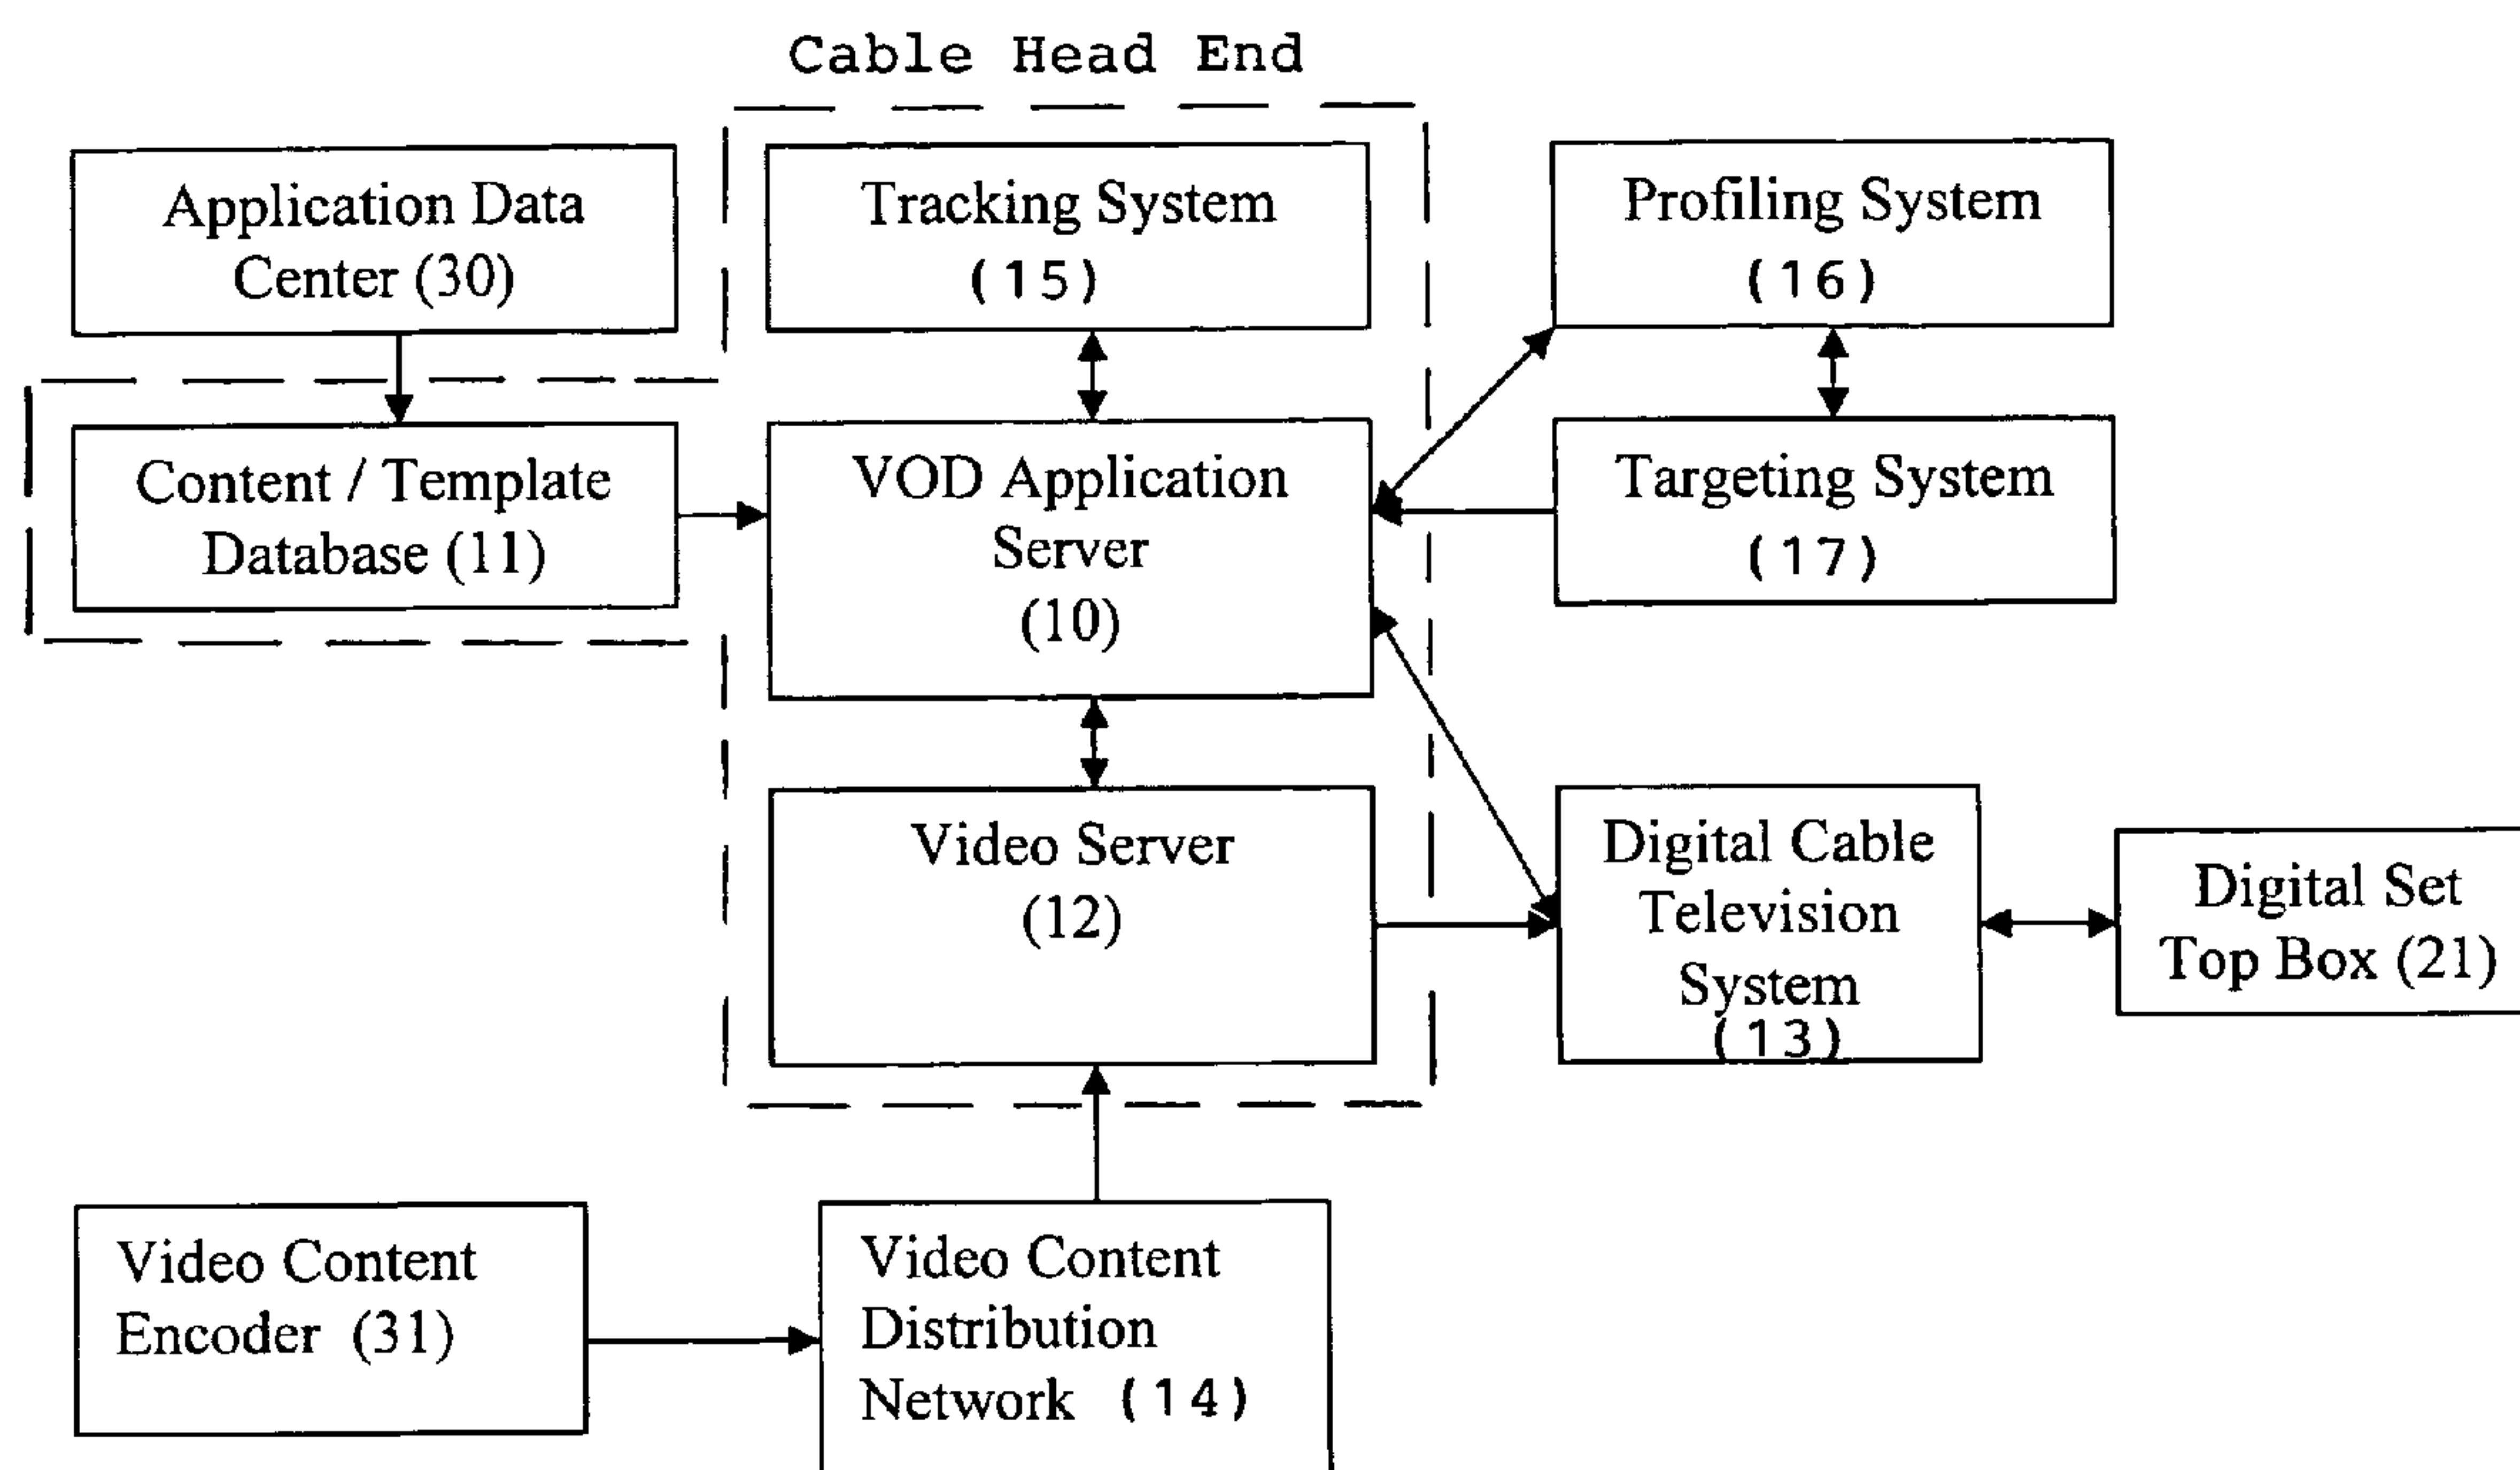 Cable Head End
Application Data
Center (30)
Tracking System
(15)
Profiling System
(16)
Content / Template
Database (11)
VOD Application
Server
(10)
Targeting System
(17)
Video Server
(12)
Digital Cable
Television
System
(13)
Digital Set
Top Box (21)
Video Content
Encoder (31)
Video Content
Distribution
Network (14)